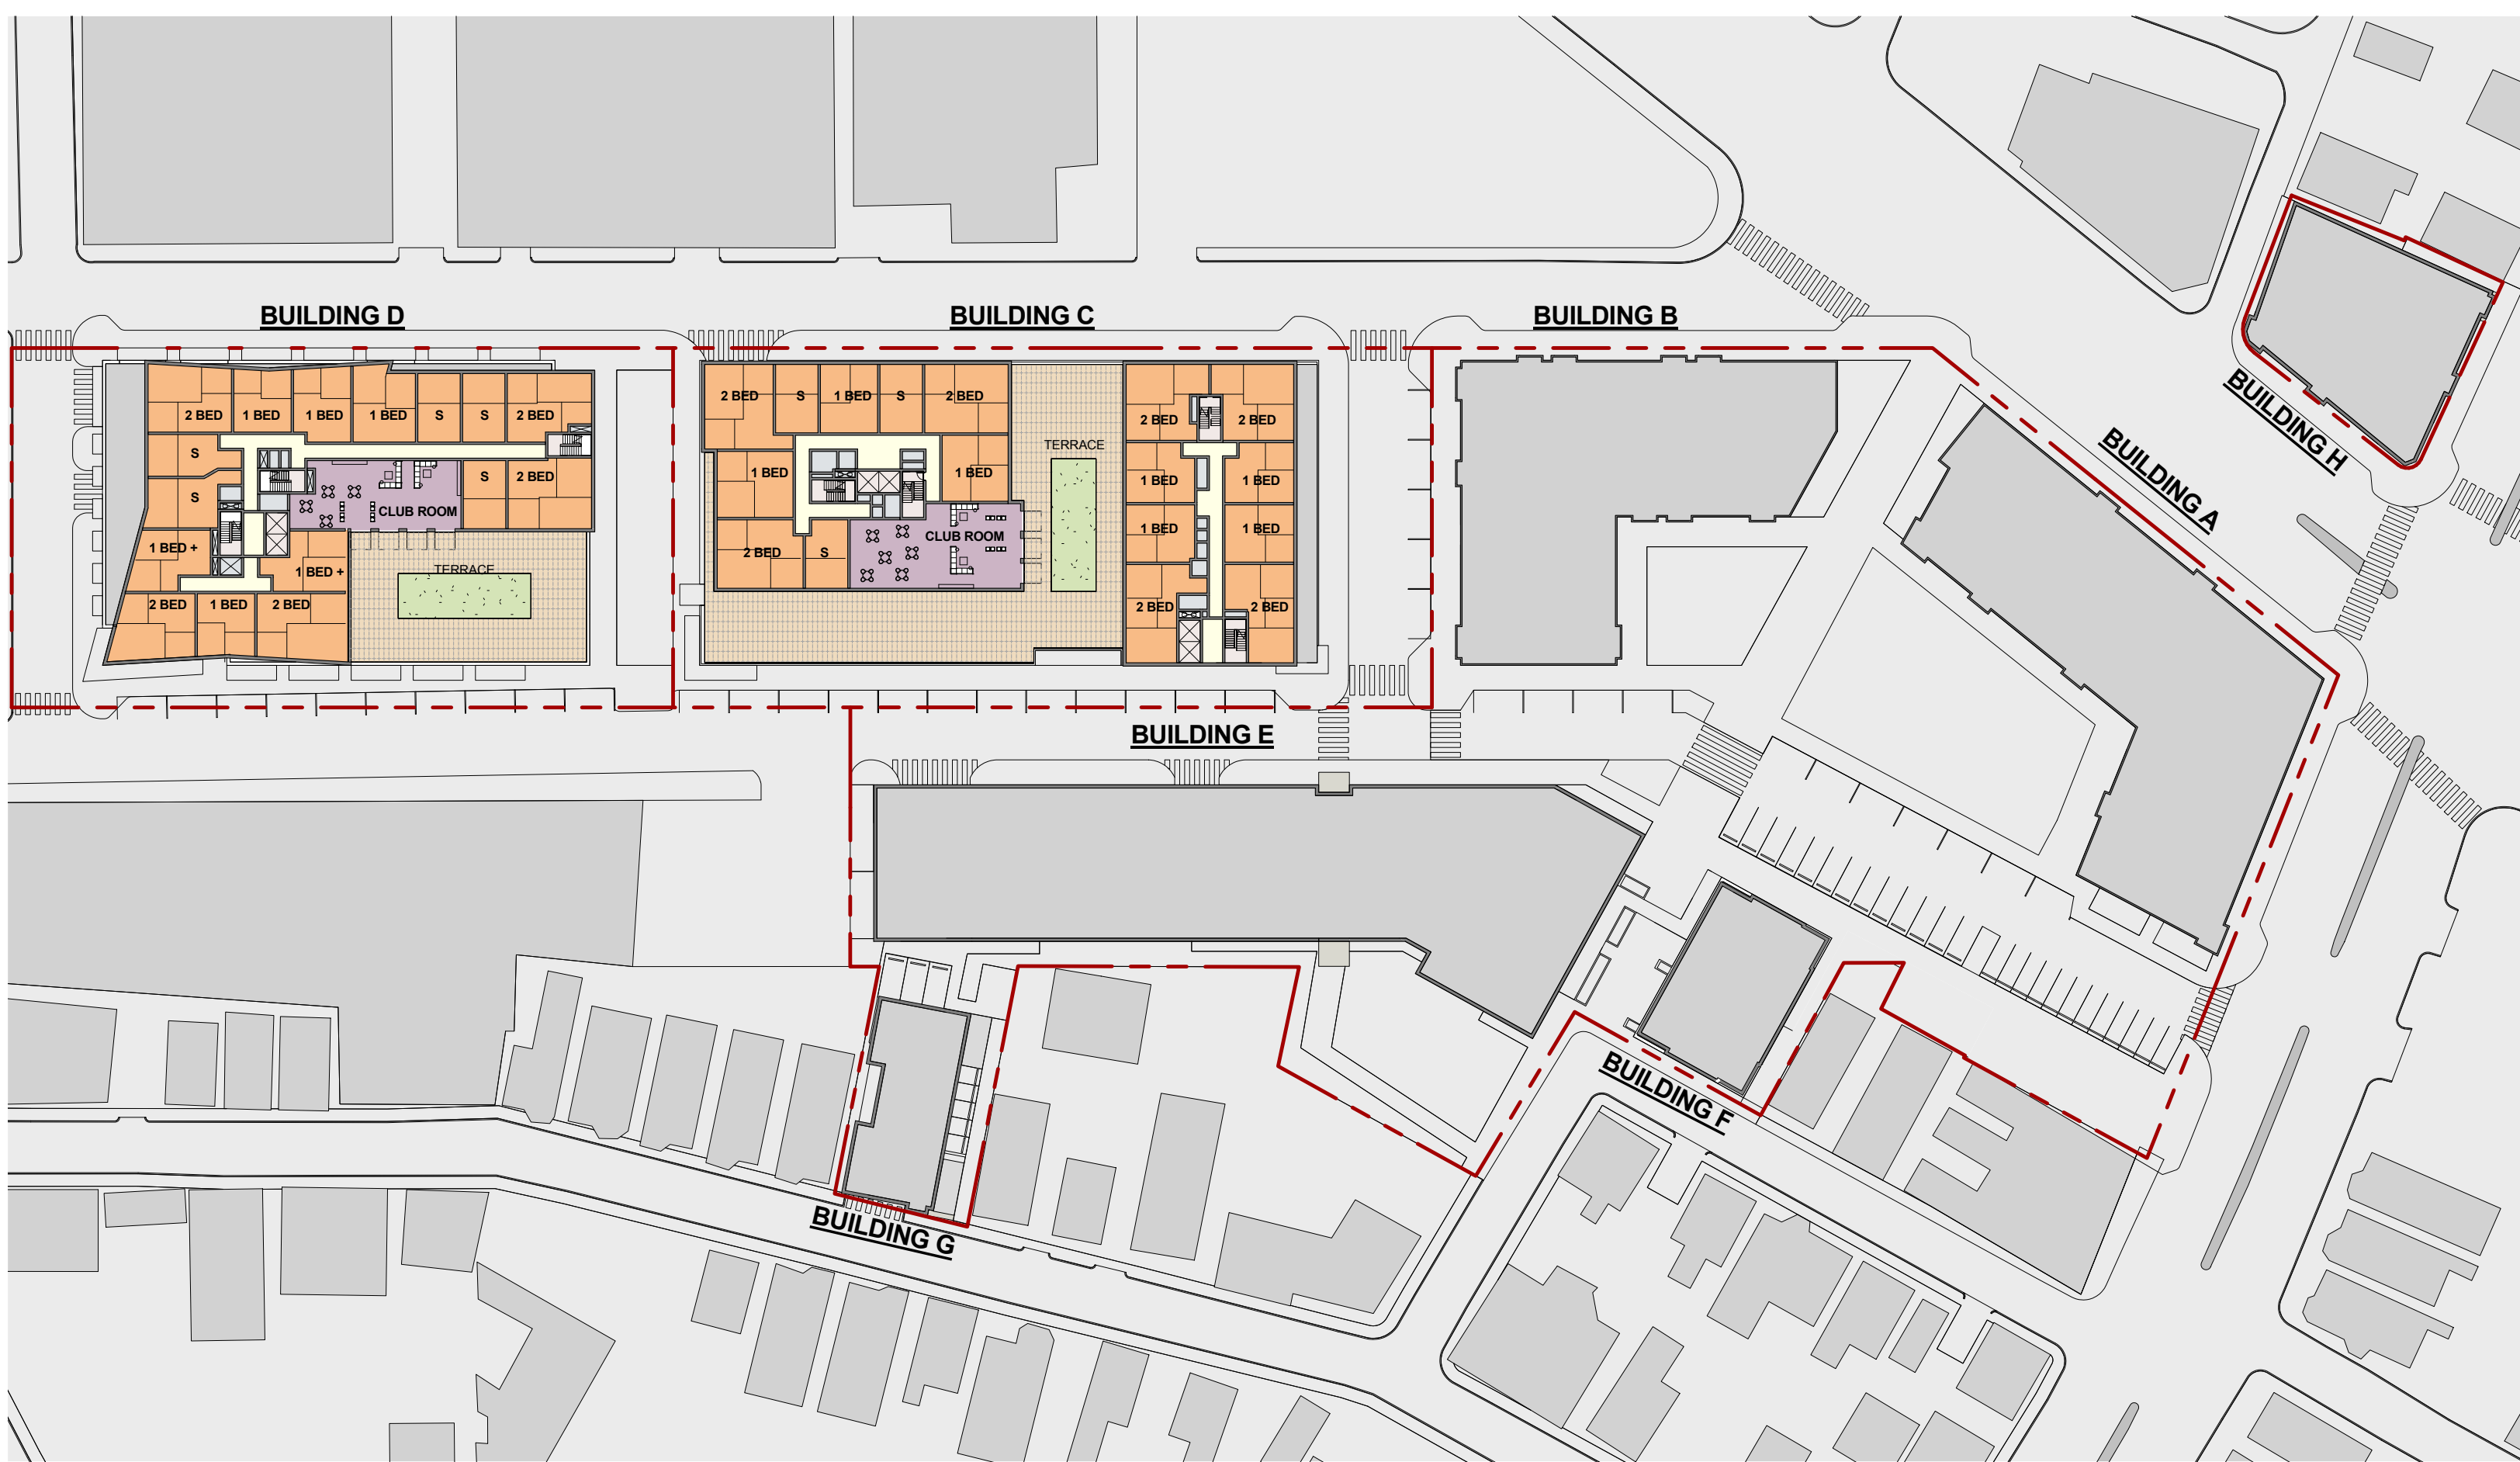 BUILDING D
BUILDING C
BUILDING B
BUILDING H
BUILDING A
2 BED
1 BED
1 BED
1 BED
S
S
2 BED
S
S
S
2 BED
CLUB ROOM
1 BED +
1 BED +
TERRACE
2 BED
1 BED
2 BED
2 BED
S
1 BED
S
2 BED
1 BED
1 BED
2 BED
S
CLUB ROOM
TERRACE
2 BED
2 BED
1 BED
1 BED
1 BED
1 BED
2 BED
2 BED
BUILDING E
BUILDING F
BUILDING G